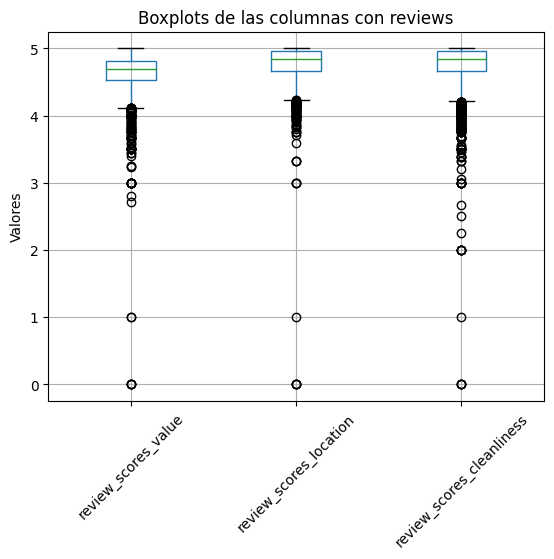 Boxplots de las columnas con reviews
Valores
5
4
3
2
1
0
review_scores_value
review_scores_location
review_scores_cleanliness